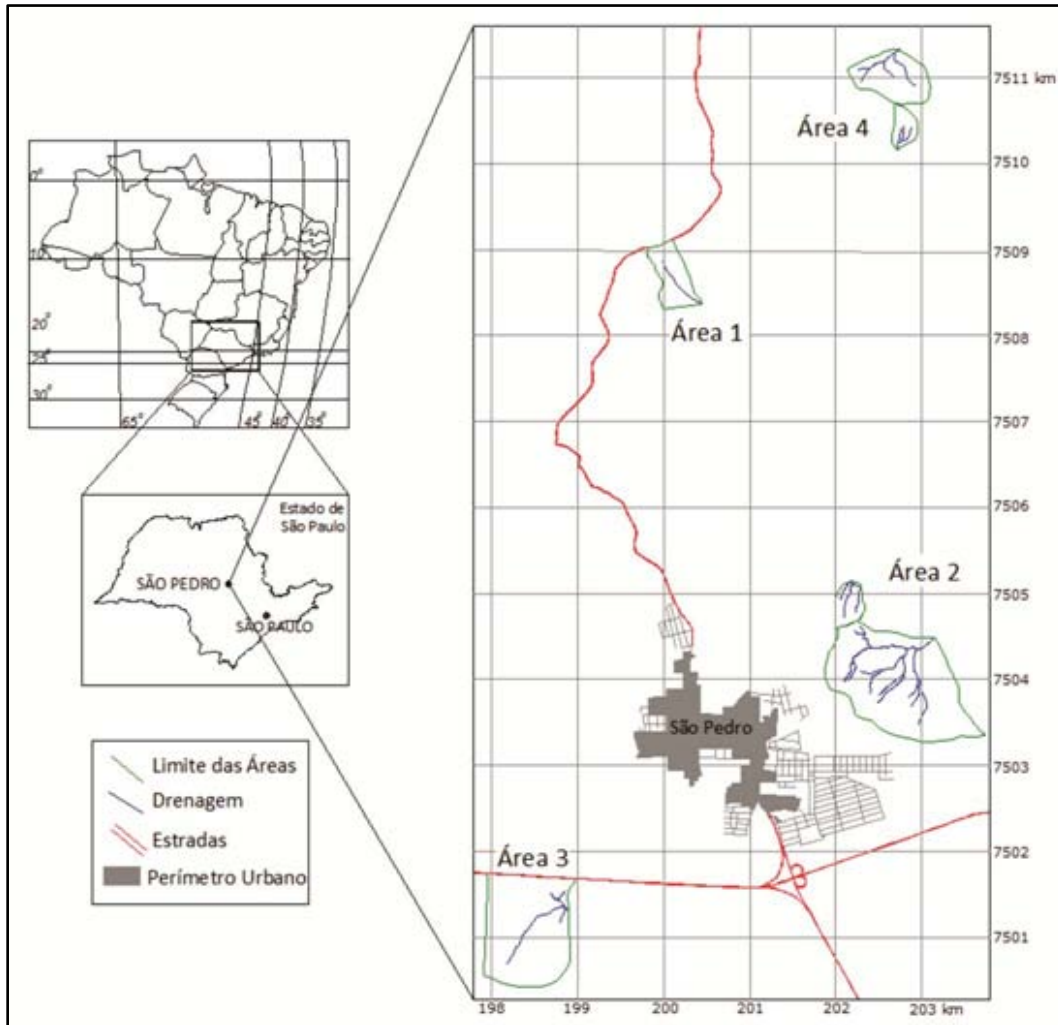 0°
10°
20°
25°
30°
65°
45°
40°
35°
Estado de
São Paulo
SÃO PEDRO
SÃO PAULO
Limite das Áreas
Drenagem
Estradas
Perímetro Urbano
Área 4
Área 1
Área 2
São Pedro
Área 3
7511 km
7510
7509
7508
7507
7506
7505
7504
7503
7502
7501
198
199
200
201
202
203 km